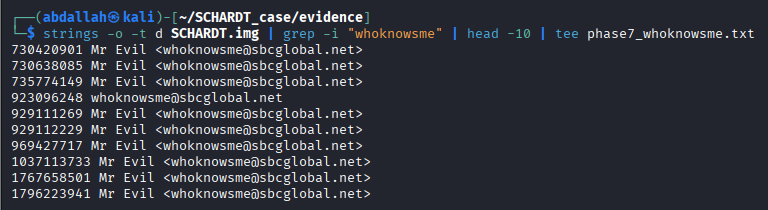 ┌──(abdallah㉿kali)-[~/SCHARDT_case/evidence]
└─$ strings -o -t d SCHARDT.img | grep -i "whoknowsme" | head -10 | tee phase7_whoknowsme.txt
730420901 Mr Evil <whoknowsme@sbcglobal.net>
730638085 Mr Evil <whoknowsme@sbcglobal.net>
735774149 Mr Evil <whoknowsme@sbcglobal.net>
923096248 whoknowsme@sbcglobal.net
929111269 Mr Evil <whoknowsme@sbcglobal.net>
929112229 Mr Evil <whoknowsme@sbcglobal.net>
969427717 Mr Evil <whoknowsme@sbcglobal.net>
1037113733 Mr Evil <whoknowsme@sbcglobal.net>
1767658501 Mr Evil <whoknowsme@sbcglobal.net>
1796223941 Mr Evil <whoknowsme@sbcglobal.net>